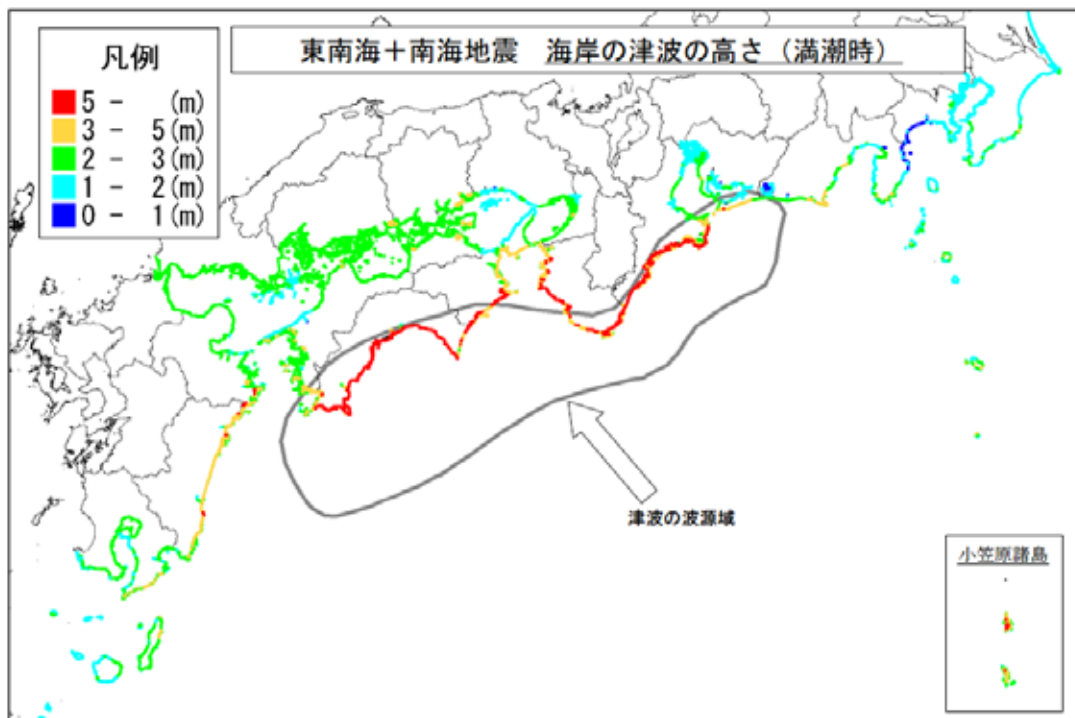 凡例
5 − (m)
3 − 5(m)
2 − 3(m)
1 − 2(m)
0 − 1(m)
東南海+南海地震 海岸の津波の高さ(満潮時)
津波の波源域
小笠原諸島